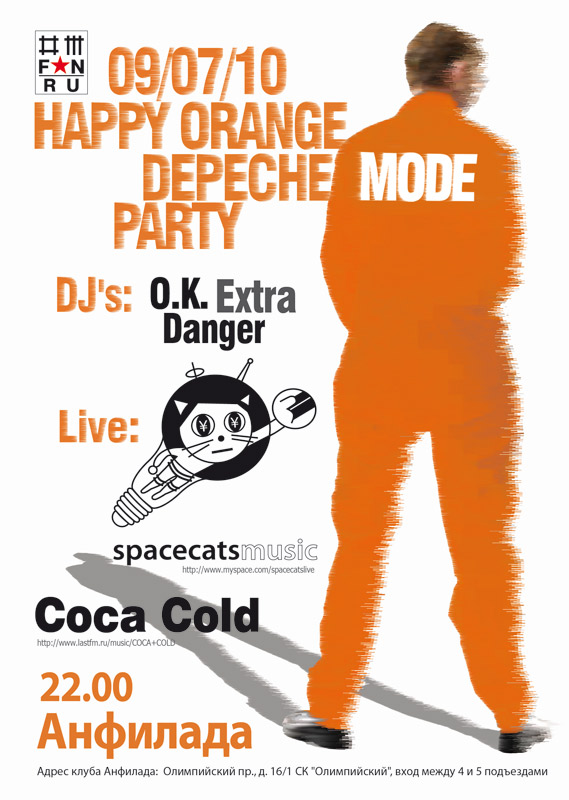 F★N
RU
09/07/10
HAPPY ORANGE
DEPECHE MODE
PARTY
DJ's: O.K. Extra
Danger
Live:
¥ ¥
spacecatsmusic
http://www.myspace.com/spacecatslive
Coca Cold
http://www.lastfm.ru/music/COCA+COLD
22.00
Анфилада
Адрес клуба Анфилада: Олимпийский пр., д. 16/1 СК "Олимпийский", вход между 4 и 5 подъездами